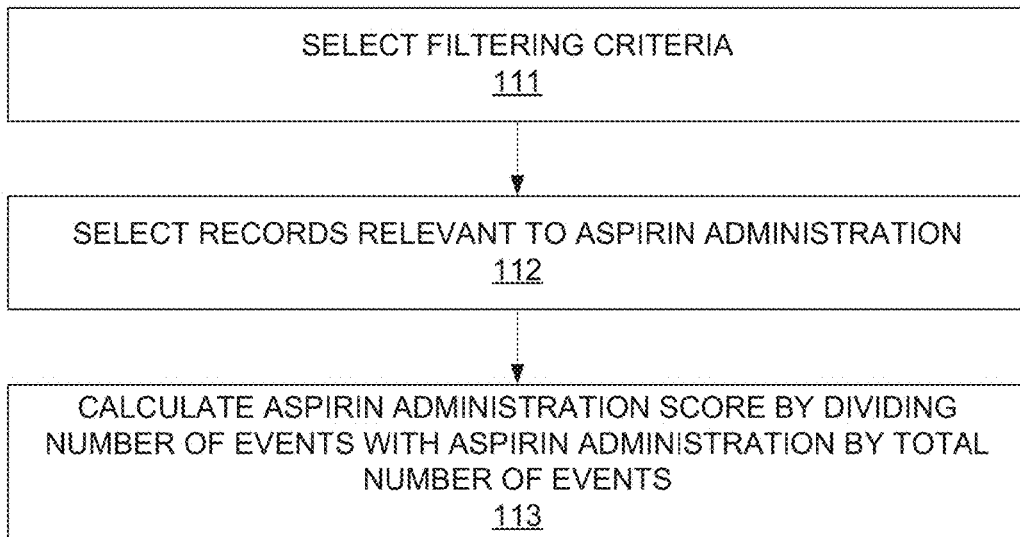 SELECT FILTERING CRITERIA
111
SELECT RECORDS RELEVANT TO ASPIRIN ADMINISTRATION
112
CALCULATE ASPIRIN ADMINISTRATION SCORE BY DIVIDING
NUMBER OF EVENTS WITH ASPIRIN ADMINISTRATION BY TOTAL
NUMBER OF EVENTS
113